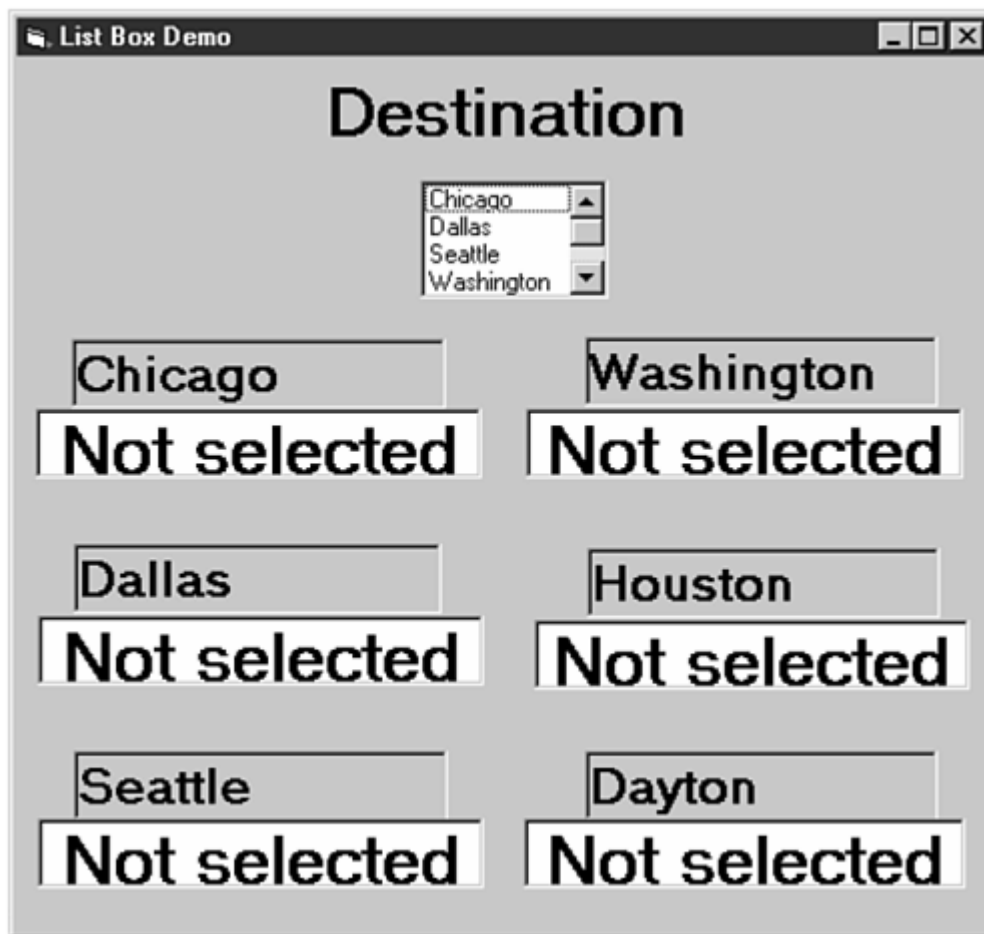 List Box Demo
Destination
Chicago
Dallas
Seattle
Washington
Chicago
Not selected
Washington
Not selected
Dallas
Not selected
Houston
Not selected
Seattle
Not selected
Dayton
Not selected